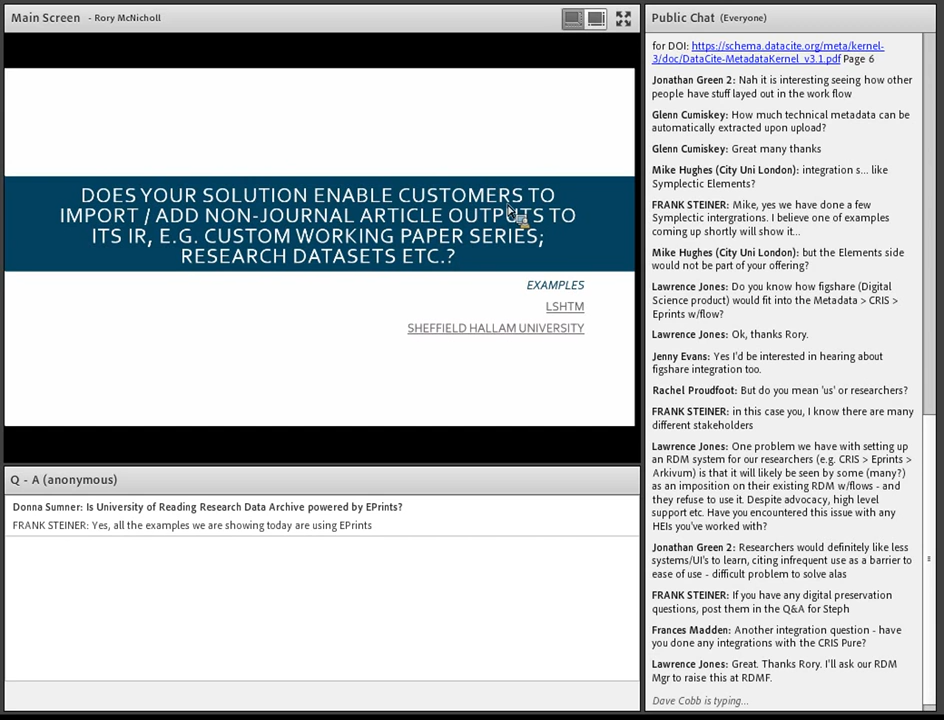 Main Screen - Rory McNicholl
DOES YOUR SOLUTION ENABLE CUSTOMERS TO
IMPORT / ADD NON-JOURNAL ARTICLE OUTPUTS TO
ITS IR, E.G. CUSTOM WORKING PAPER SERIES;
RESEARCH DATASETS ETC.?
EXAMPLES
LSHTM
SHEFFIELD HALLAM UNIVERSITY
Q - A (anonymous)
Donna Sumner: Is University of Reading Research Data Archive powered by EPrints?
FRANK STEINER: Yes, all the examples we are showing today are using EPrints
Public Chat (Everyone)
for DOI: https://schema.datacite.org/meta/kernel-
3/doc/DataCite-MetadataKernel_v3.1.pdf Page 6
Jonathan Green 2: Nah it is interesting seeing how other
people have stuff layed out in the work flow
Glenn Cumiskey: How much technical metadata can be
automatically extracted upon upload?
Glenn Cumiskey: Great many thanks
Mike Hughes (City Uni London): integration s... like
Symplectic Elements?
FRANK STEINER: Mike, yes we have done a few
Symplectic intergrations. I believe one of examples
coming up shortly will show it...
Mike Hughes (City Uni London): but the Elements side
would not be part of your offering?
Lawrence Jones: Do you know how figshare (Digital
Science product) would fit into the Metadata > CRIS >
Eprints w/flow?
Lawrence Jones: Ok, thanks Rory.
Jenny Evans: Yes I'd be interested in hearing about
figshare integration too.
Rachel Proudfoot: But do you mean 'us' or researchers?
FRANK STEINER: in this case you, I know there are many
different stakeholders
Lawrence Jones: One problem we have with setting up
an RDM system for our researchers (e.g. CRIS > Eprints >
Arkivum) is that it will likely be seen by some (many?)
as an imposition on their existing RDM w/flows - and
they refuse to use it. Despite advocacy, high level
support etc. Have you encountered this issue with any
HEIs you've worked with?
Jonathan Green 2: Researchers would definitely like less
systems/UI's to learn, citing infrequent use as a barrier to
ease of use - difficult problem to solve alas
FRANK STEINER: If you have any digital preservation
questions, post them in the Q&A for Steph
Frances Madden: Another integration question - have
you done any integrations with the CRIS Pure?
Lawrence Jones: Great. Thanks Rory. I'll ask our RDM
Mgr to raise this at RDMF.
Dave Cobb is typing...